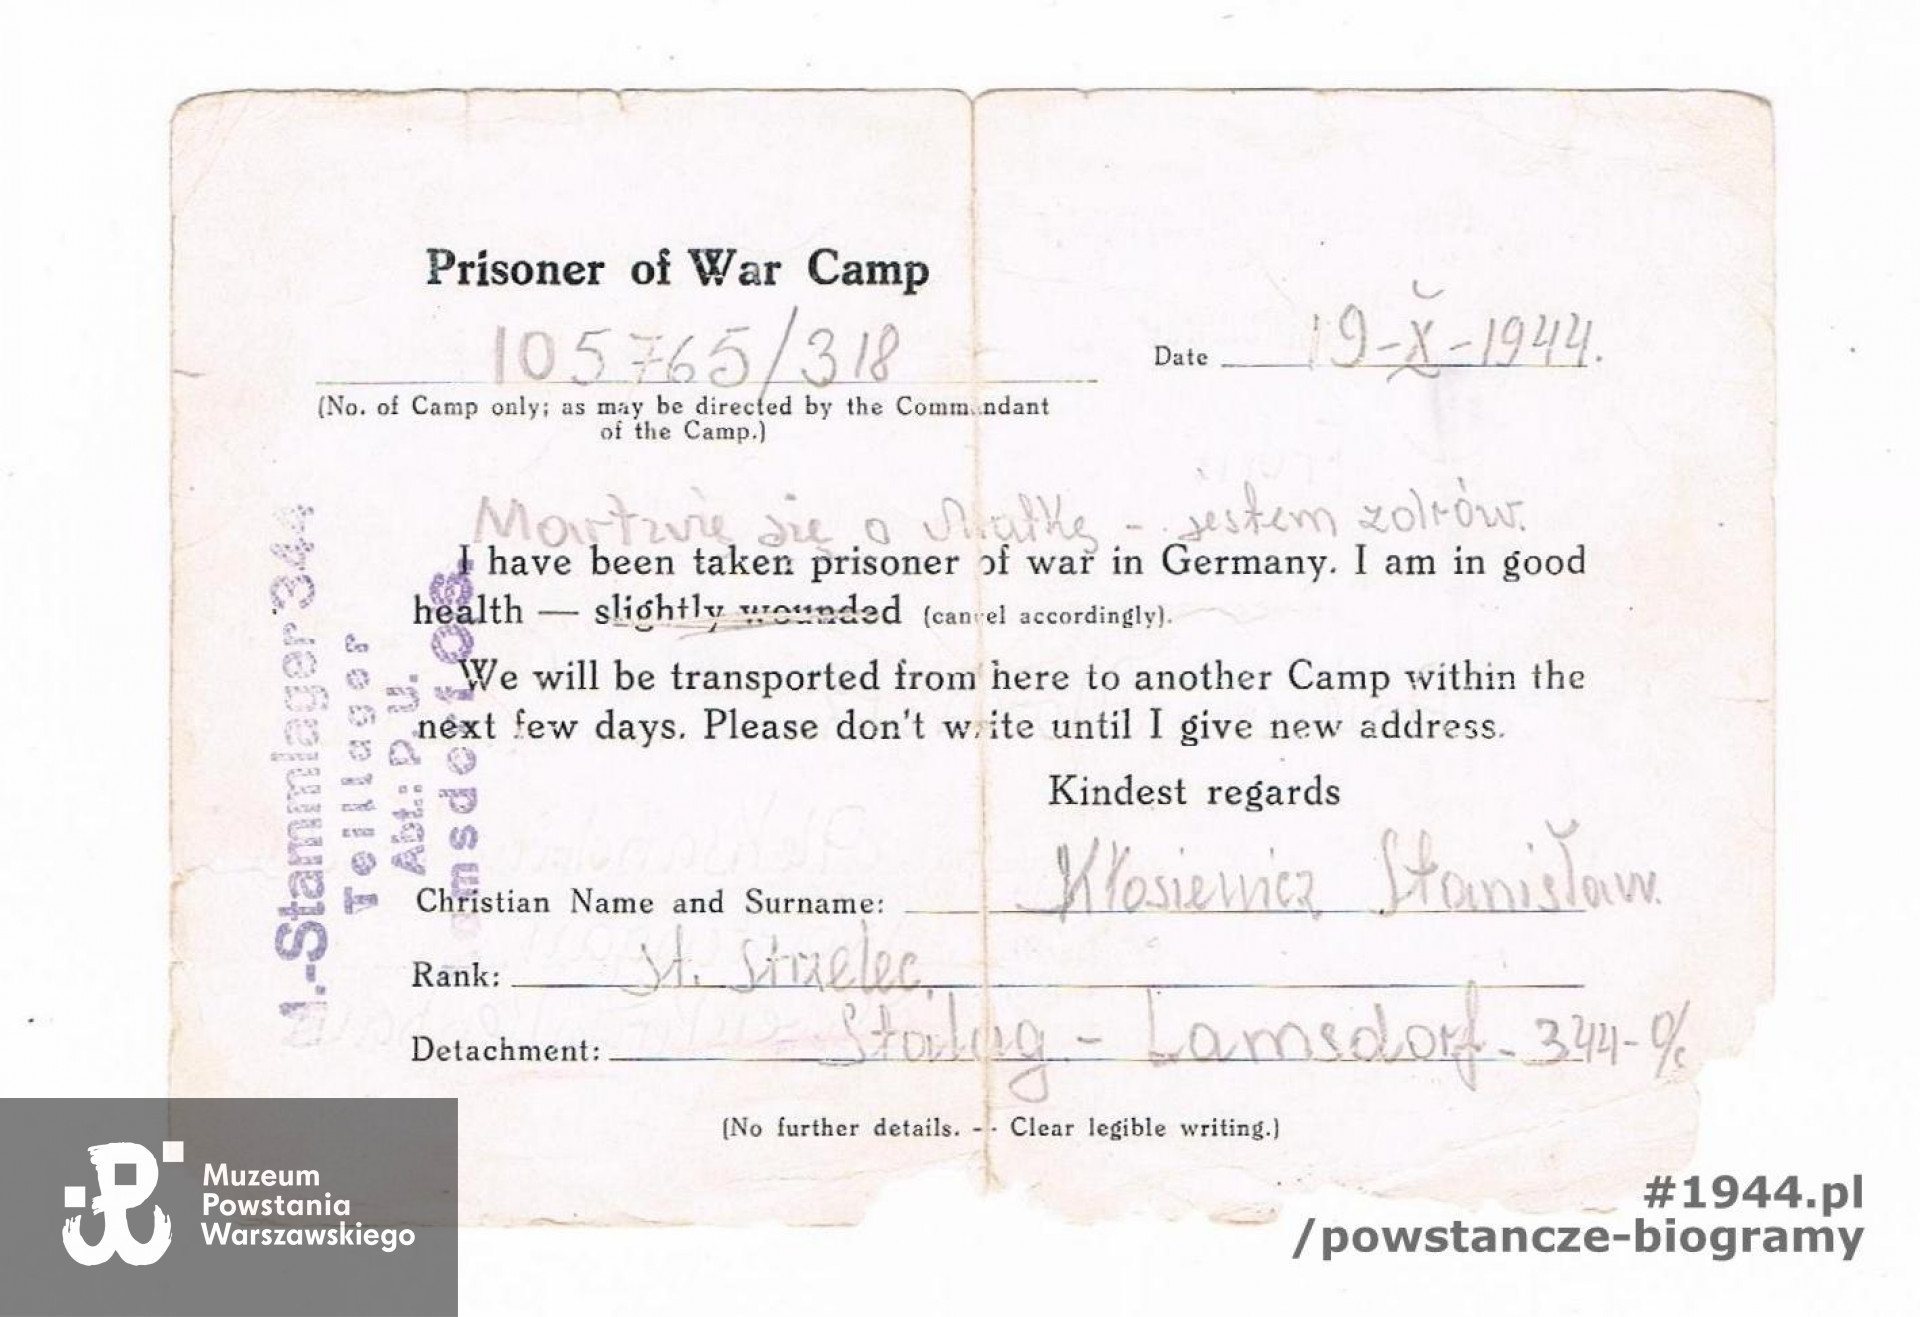 Prisoner of War Camp
105765/318
Date 19-X-1944.
(No. of Camp only; as may be directed by the Commandant
of the Camp.)
Martwię się o Matkę - jestem zdrów.
I have been taken prisoner of war in Germany. I am in good
health — slightly wounded (cancel accordingly).
We will be transported from here to another Camp within the
next few days. Please don't write until I give new address.
Kindest regards
Christian Name and Surname: Kłosiewicz Stanisław.
Rank: st. strzelec.
Detachment: Stalag - Lamsdorf - 344 - O/c
(No further details. -- Clear legible writing.)
M.-Stammlager 344
Teillager
Abt.: P. U.
Lamsdorf OS.
Muzeum
Powstania
Warszawskiego
#1944.pl
/powstancze-biogramy